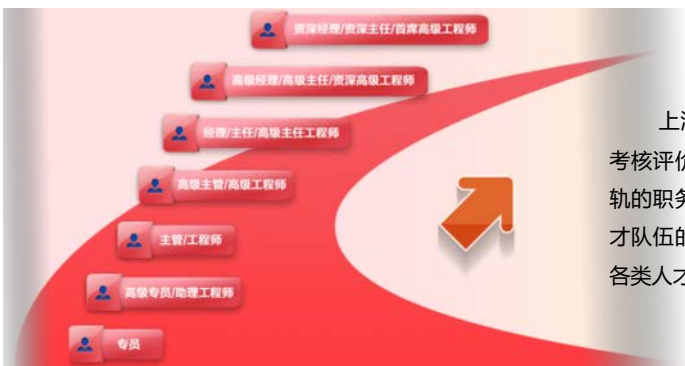 资深经理/资深主任/首席高级工程师
高级经理/高级主任/资深高级工程师
经理/主任/高级主任工程师
高级主管/高级工程师
主管/工程师
高级专员/助理工程师
专员
上海
考核评价
轨的职务
才队伍的
各类人才